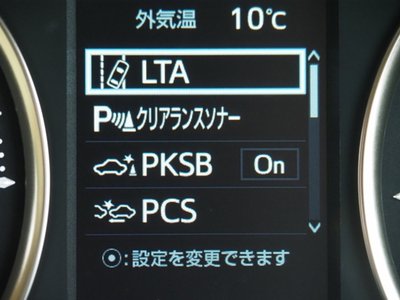 外気温 10℃
LTA
P クリアランスソナー
PKSB On
PCS
⦿:設定を変更できます